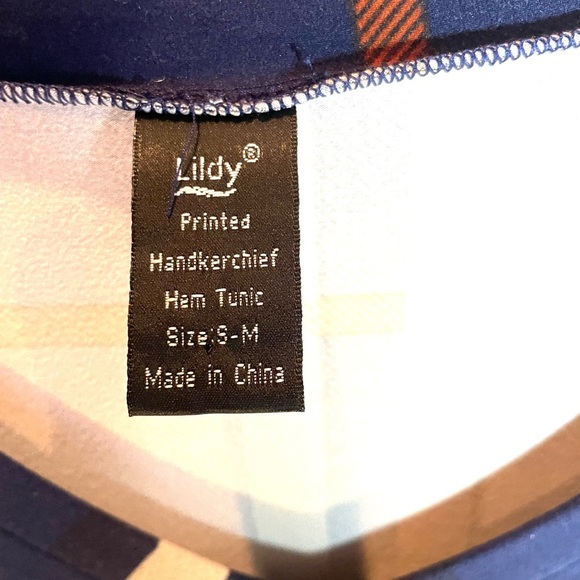 Lildy®
Printed
Handkerchief
Hem Tunic
Size:S-M
Made in China